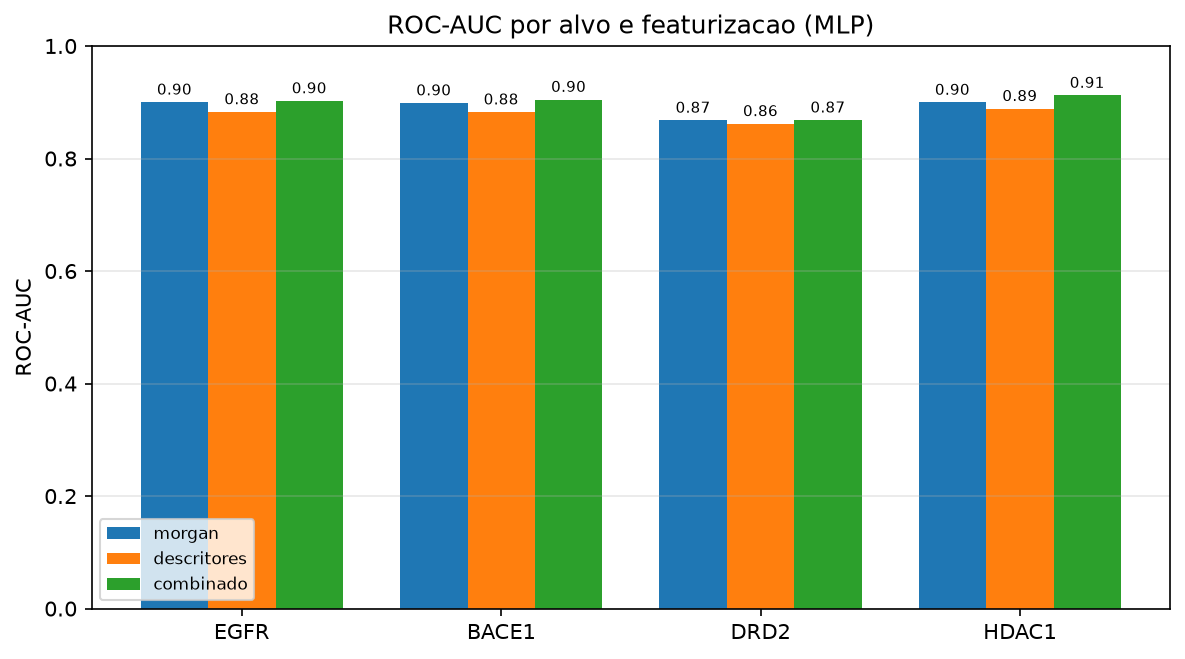 ROC-AUC por alvo e featurizacao (MLP)
ROC-AUC
1.0
0.8
0.6
0.4
0.2
0.0
0.90
0.88
0.90
0.90
0.88
0.90
0.87
0.86
0.87
0.90
0.89
0.91
morgan
descritores
combinado
EGFR
BACE1
DRD2
HDAC1